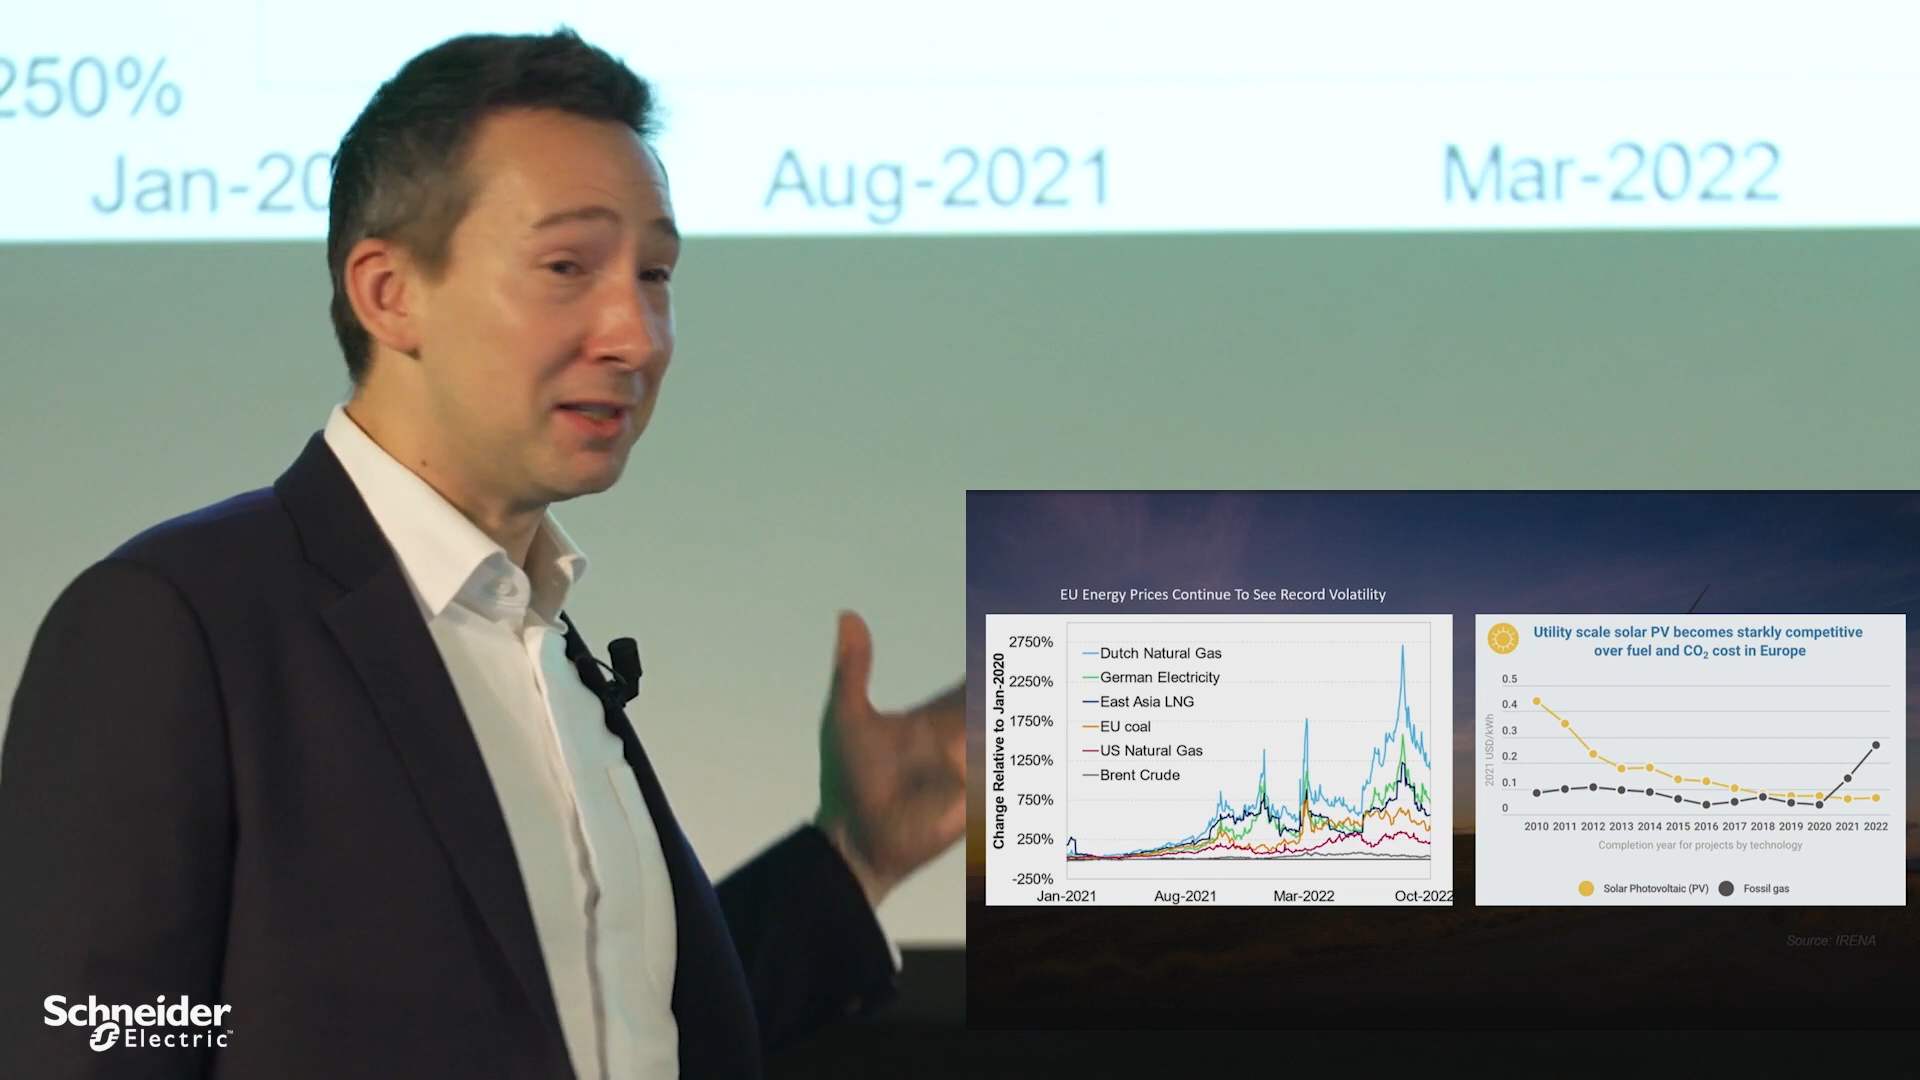 250%
Jan-20
Aug-2021
Mar-2022
EU Energy Prices Continue To See Record Volatility
Change Relative to Jan-2020
2750%
2250%
1750%
1250%
750%
250%
-250%
Dutch Natural Gas
German Electricity
East Asia LNG
EU coal
US Natural Gas
Brent Crude
Jan-2021 Aug-2021 Mar-2022 Oct-2022
Utility scale solar PV becomes starkly competitive
over fuel and CO2 cost in Europe
2021 USD/kWh
0.5
0.4
0.3
0.2
0.1
0
2010 2011 2012 2013 2014 2015 2016 2017 2018 2019 2020 2021 2022
Completion year for projects by technology
Solar Photovoltaic (PV) Fossil gas
Source: IRENA
Schneider
Electric™